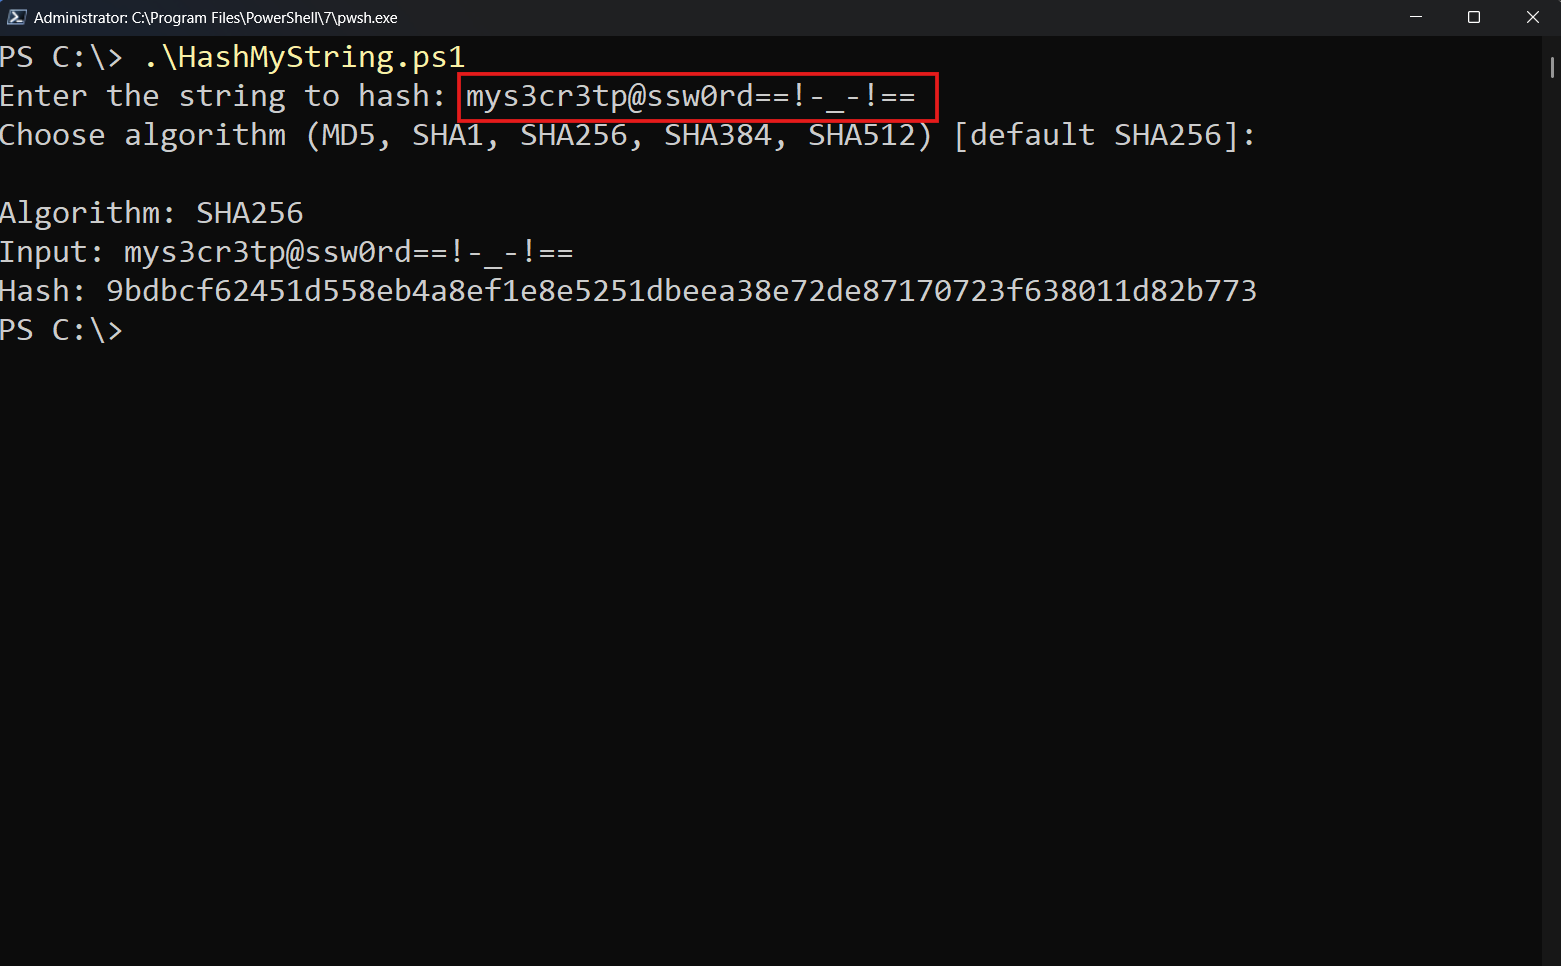 Administrator: C:\Program Files\PowerShell\7\pwsh.exe
PS C:\> .\HashMyString.ps1
Enter the string to hash: mys3cr3tp@ssw0rd==!-_-!==
Choose algorithm (MD5, SHA1, SHA256, SHA384, SHA512) [default SHA256]:
Algorithm: SHA256
Input: mys3cr3tp@ssw0rd==!-_-!==
Hash: 9bdbcf62451d558eb4a8ef1e8e5251dbeea38e72de87170723f638011d82b773
PS C:\>